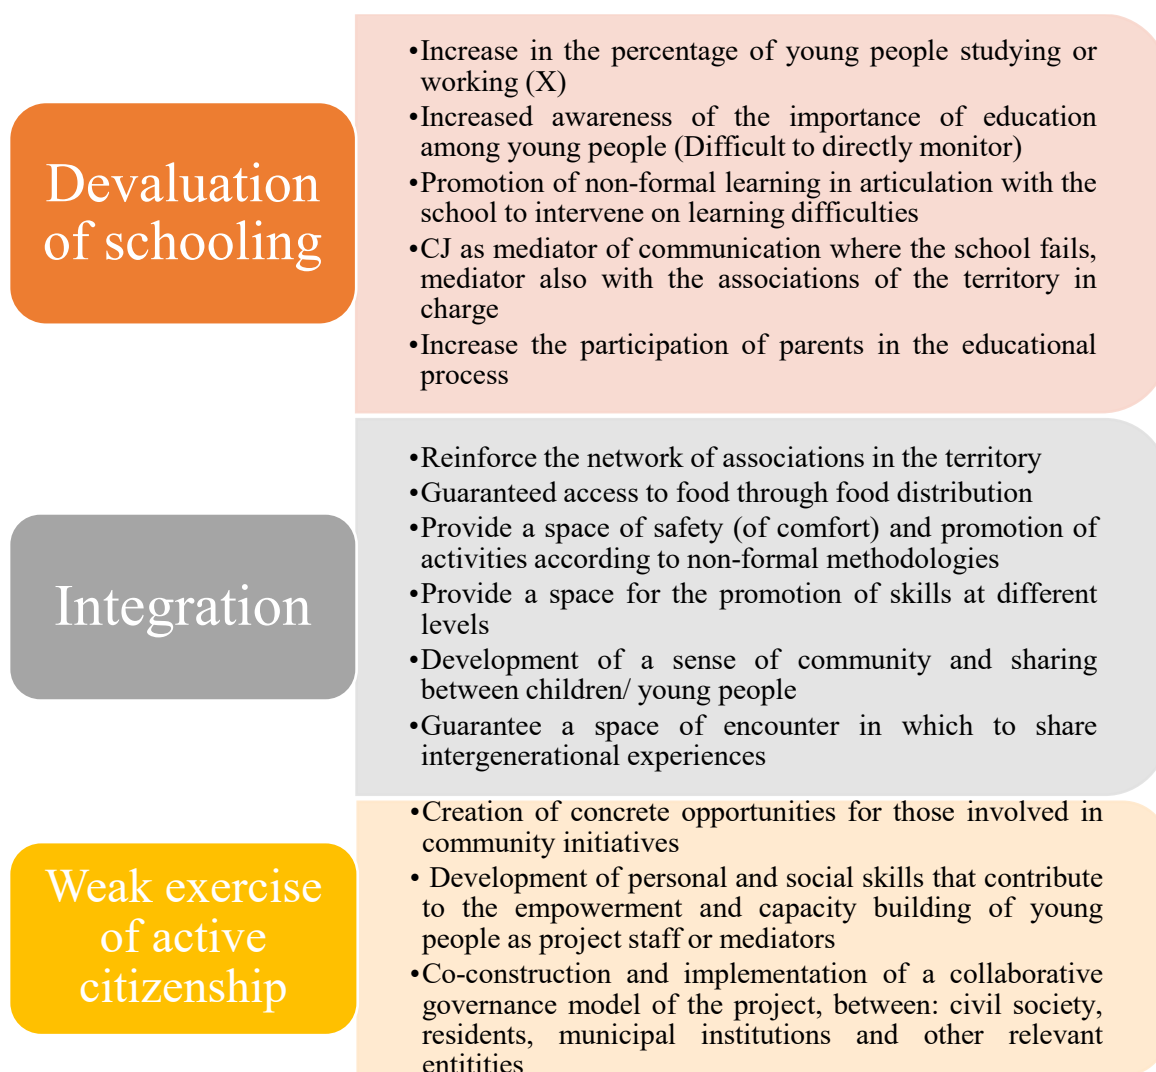 Devaluation
of schooling
•Increase in the percentage of young people studying or
working (X)
•Increased awareness of the importance of education
among young people (Difficult to directly monitor)
•Promotion of non-formal learning in articulation with the
school to intervene on learning difficulties
•CJ as mediator of communication where the school fails,
mediator also with the associations of the territory in
charge
•Increase the participation of parents in the educational
process
Integration
•Reinforce the network of associations in the territory
•Guaranteed access to food through food distribution
•Provide a space of safety (of comfort) and promotion of
activities according to non-formal methodologies
•Provide a space for the promotion of skills at different
levels
•Development of a sense of community and sharing
between children/ young people
•Guarantee a space of encounter in which to share
intergenerational experiences
Weak exercise
of active
citizenship
•Creation of concrete opportunities for those involved in
community initiatives
• Development of personal and social skills that contribute
to the empowerment and capacity building of young
people as project staff or mediators
•Co-construction and implementation of a collaborative
governance model of the project, between: civil society,
residents, municipal institutions and other relevant
entitities